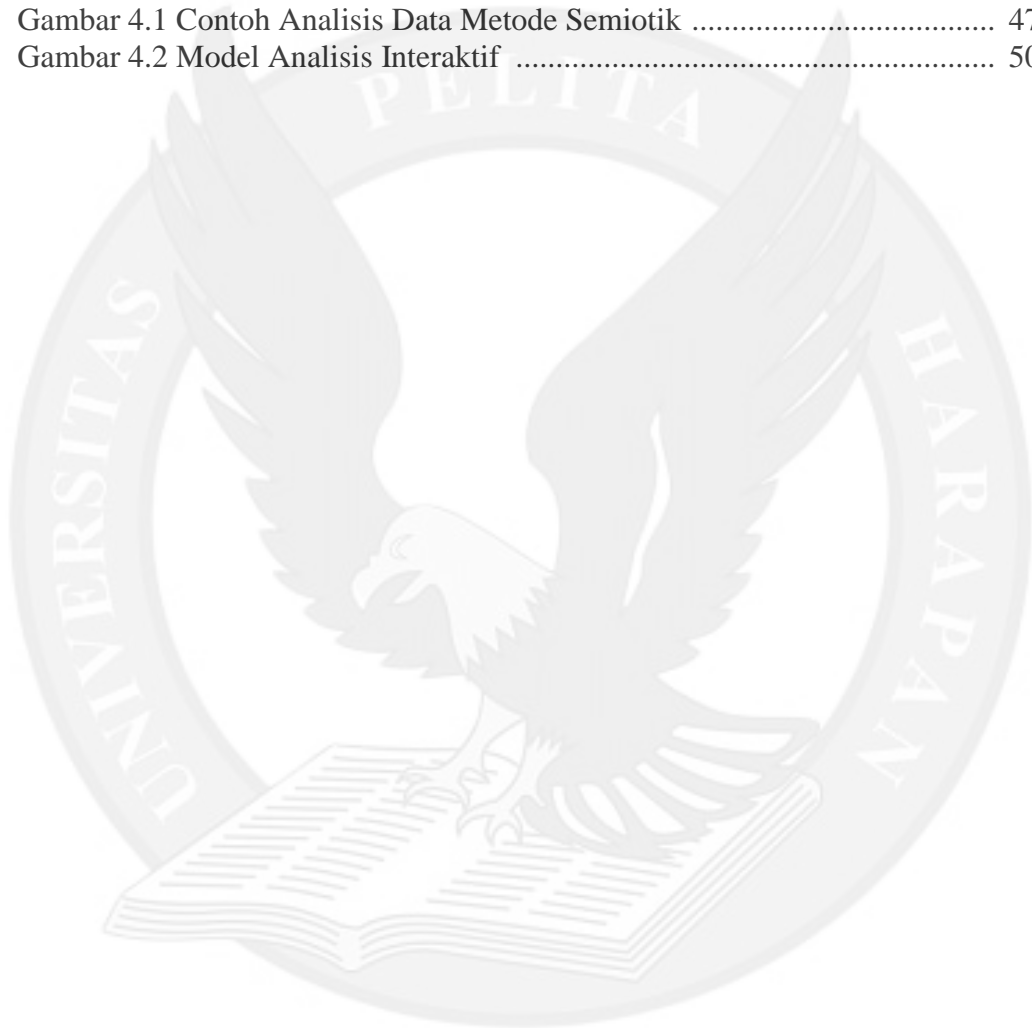 Gambar 4.1 Contoh Analisis Data Metode Semiotik ...................................... 47
Gambar 4.2 Model Analisis Interaktif ............................................................ 50
UNIVERSITAS PELITA HARAPAN